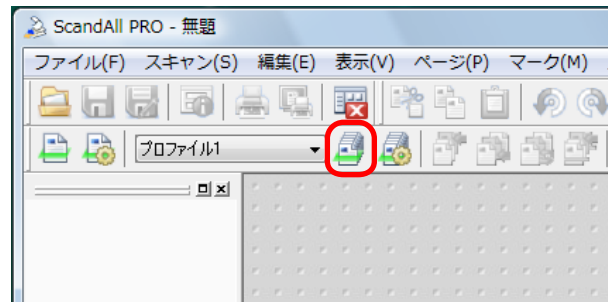 ScandAll PRO - 無題
ファイル(F) スキャン(S) 編集(E) 表示(V) ページ(P) マーク(M)
プロファイル1